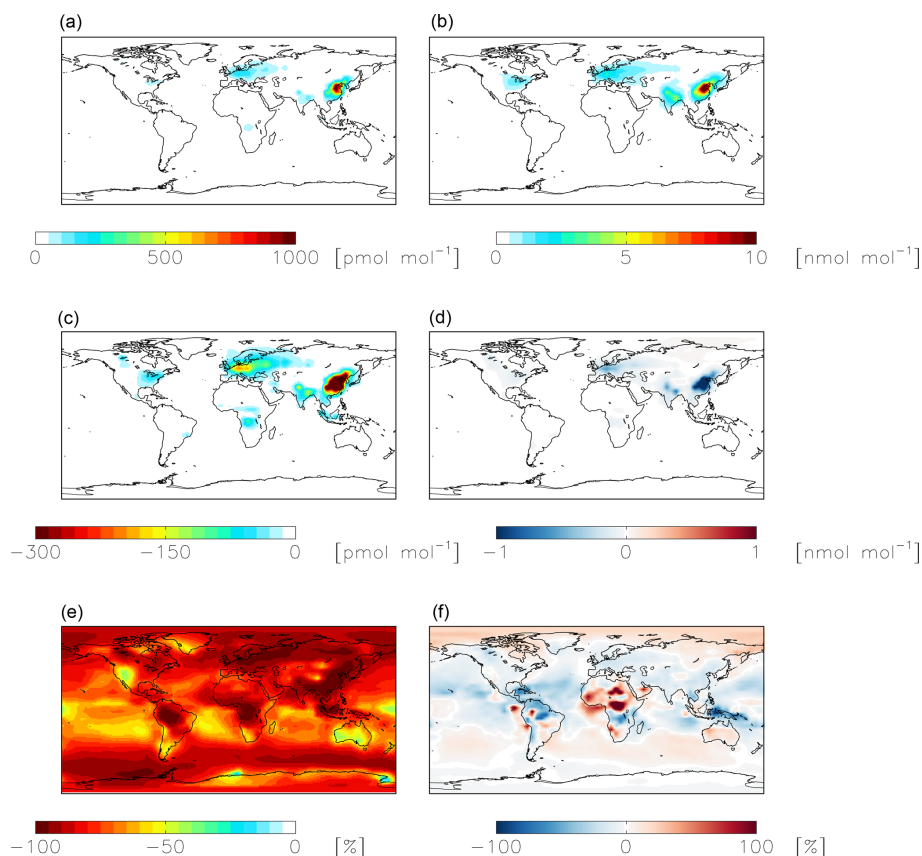 (a) (b)
0 500 1000 [pmol mol⁻¹] 0 5 10 [nmol mol⁻¹]
(c) (d)
−300 −150 0 [pmol mol⁻¹] −1 0 1 [nmol mol⁻¹]
(e) (f)
−100 −50 0 [%] −100 0 100 [%]